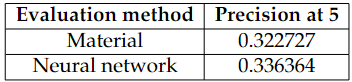 Evaluation method Precision at 5
Material 0.322727
Neural network 0.336364